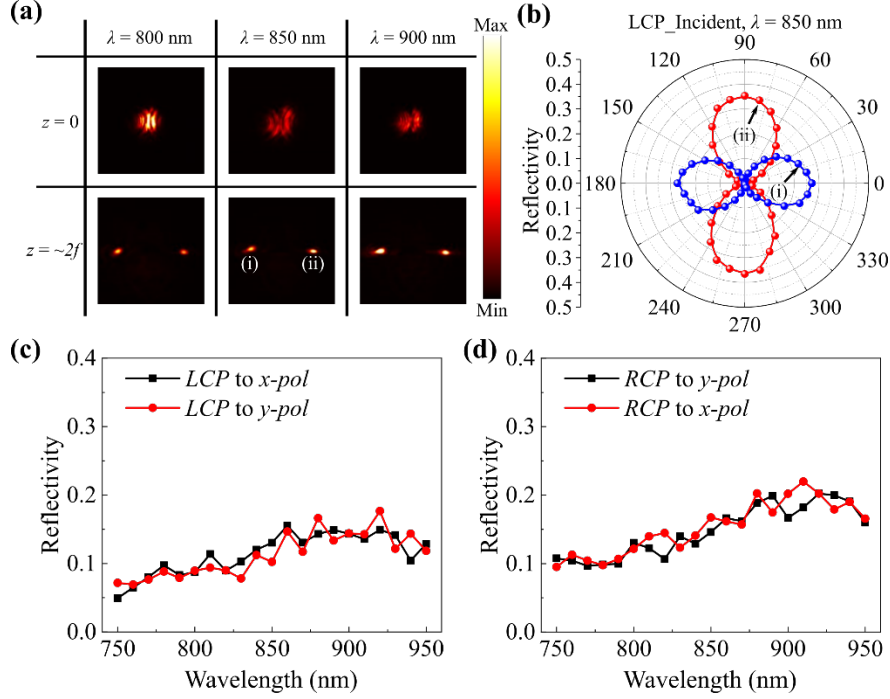 (a)
λ = 800 nm
λ = 850 nm
λ = 900 nm
Max
z = 0
z = ~2f
(i)
(ii)
Min
(b)
LCP_Incident, λ = 850 nm
90
120
60
150
30
180
0
210
330
240
300
270
0.5
0.4
0.3
0.2
0.1
0.0
0.1
0.2
0.3
0.4
0.5
Reflectivity
(ii)
(i)
(c)
LCP to x-pol
LCP to y-pol
0.4
0.3
0.2
0.1
0.0
Reflectivity
750
800
850
900
950
Wavelength (nm)
(d)
RCP to y-pol
RCP to x-pol
0.4
0.3
0.2
0.1
0.0
Reflectivity
750
800
850
900
950
Wavelength (nm)